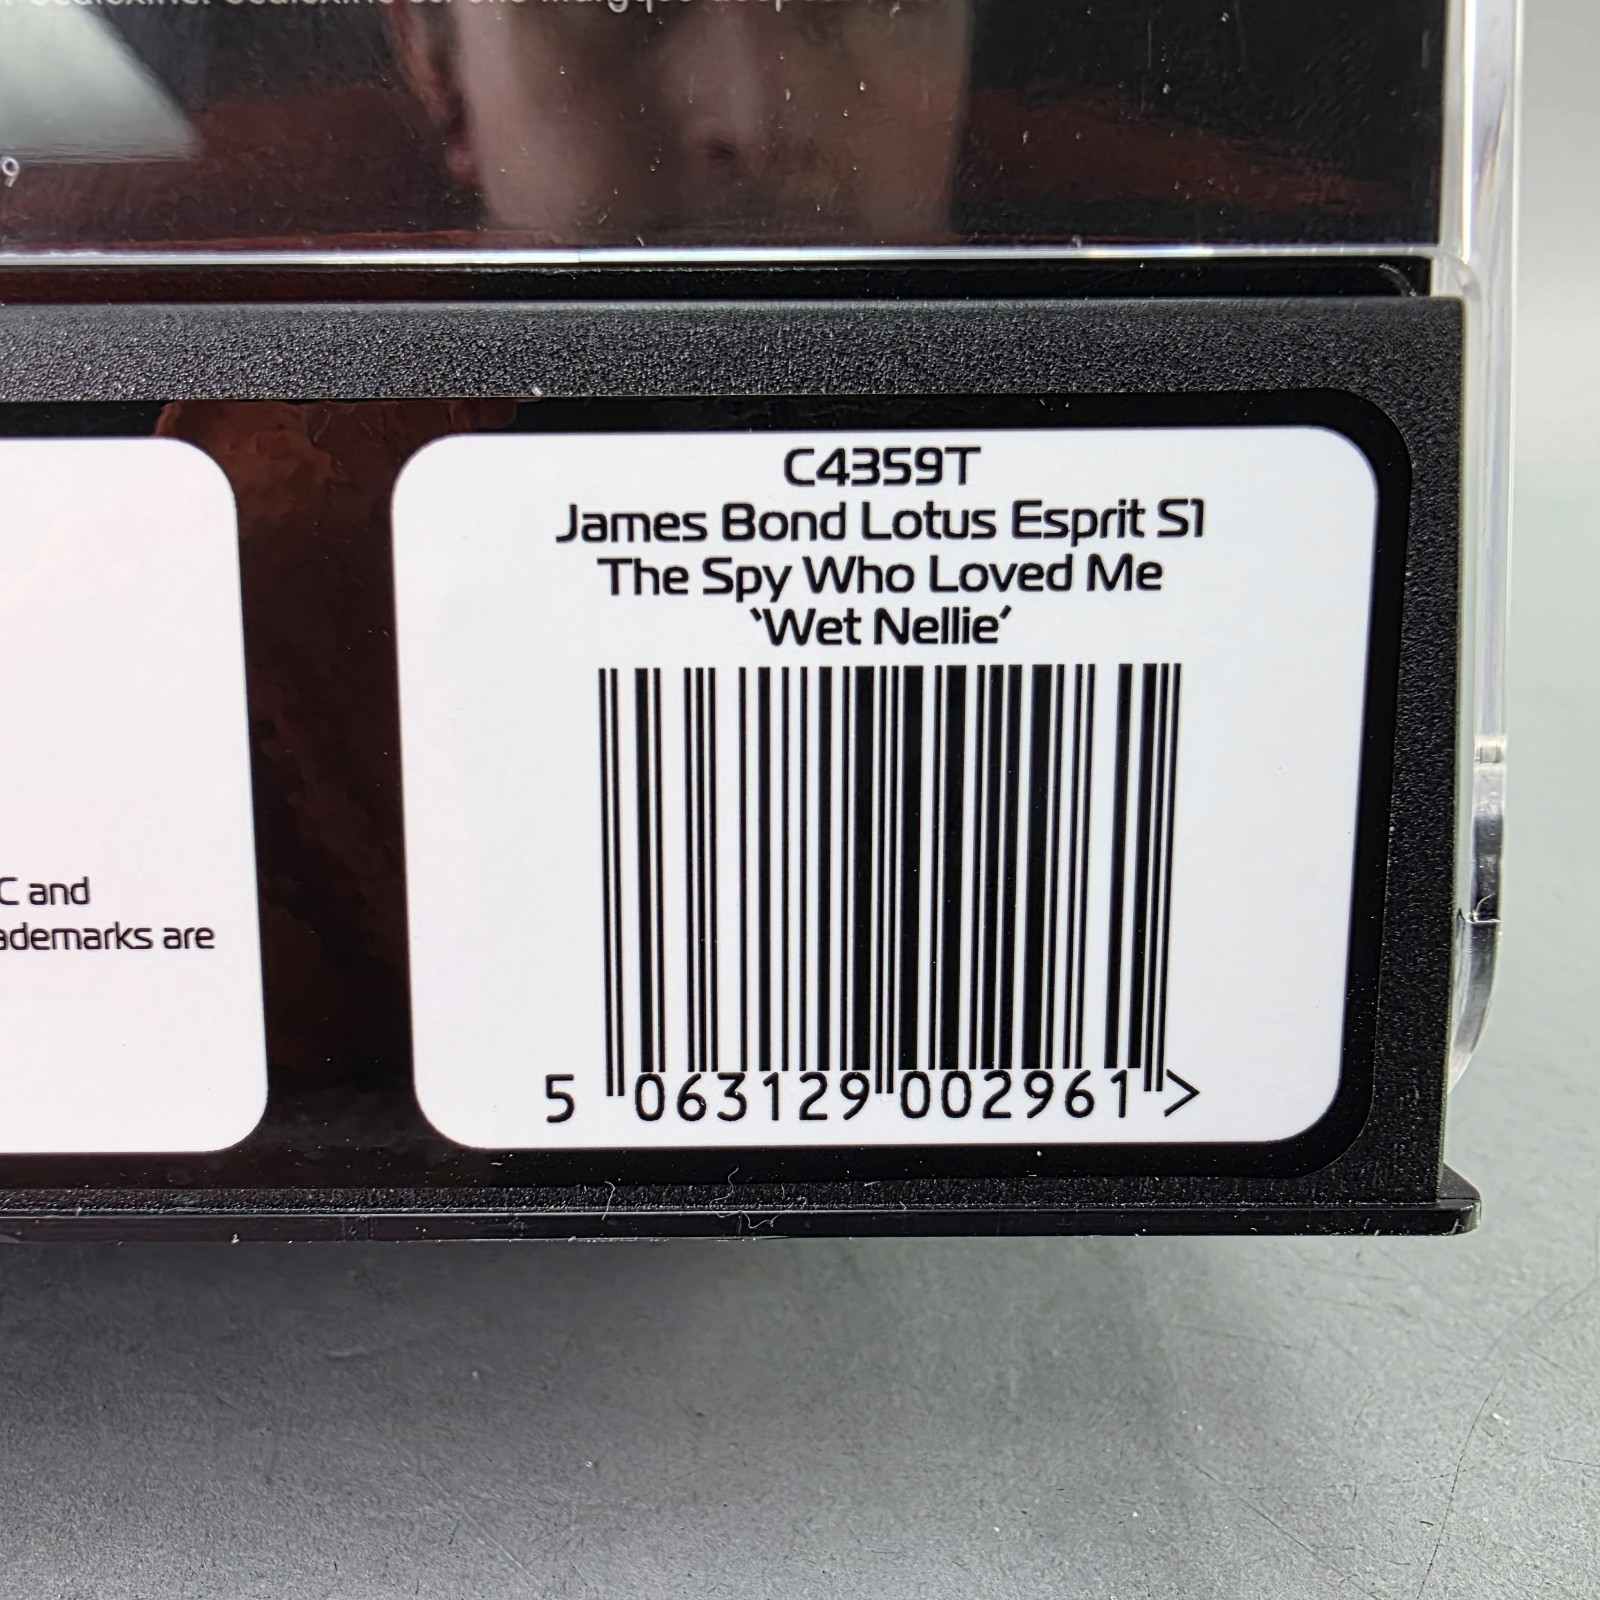 9
C and
ademarks are
C4359T
James Bond Lotus Esprit S1
The Spy Who Loved Me
‘Wet Nellie’
5 063129 002961 >